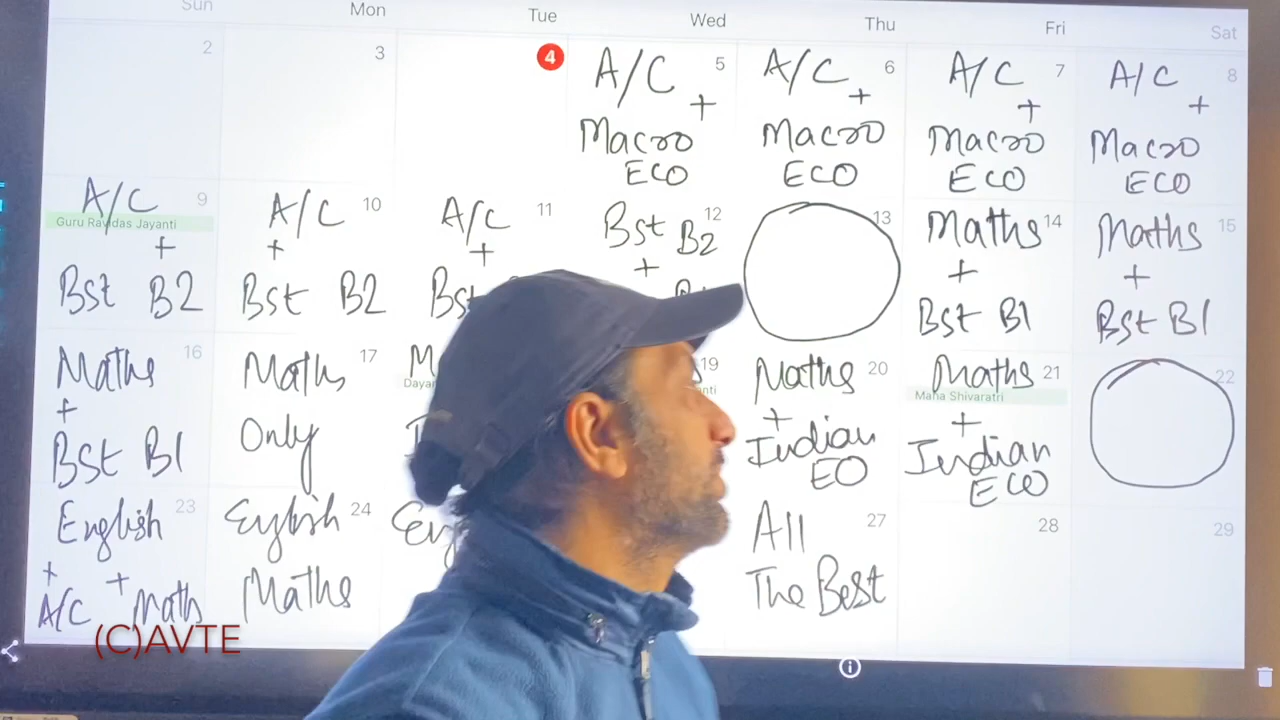 Sun Mon Tue Wed Thu Fri Sat
2 3 4 5 6 7 8
A/C + A/C + A/C + A/C +
Macro Macro Macro Macro
ECO ECO ECO ECO
9 10 11 12 13 14 15
A/C A/C A/C Bst B2 Maths Maths
Guru Ravidas Jayanti
+ + + + + +
Bst B2 Bst B2 Bst Bst B1 Bst B1
16 17 19 20 21 22
Maths Maths Maths Maths
Maha Shivaratri
+ Only + +
Bst B1 Indian Indian
EO ECO
23 24 27 28 29
English English All
+ A/C + Math Maths The Best
(C)AVTE